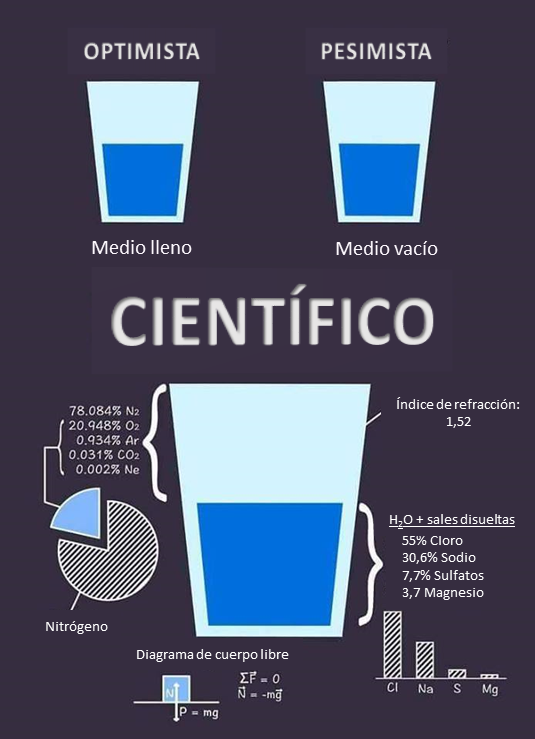 OPTIMISTA
PESIMISTA
Medio lleno
Medio vacío
CIENTÍFICO
78.084% N₂
20.948% O₂
0.934% Ar
0.031% CO₂
0.002% Ne
Nitrógeno
Índice de refracción:
1,52
H₂O + sales disueltas
55% Cloro
30,6% Sodio
7,7% Sulfatos
3,7 Magnesio
Cl Na S Mg
Diagrama de cuerpo libre
N
P = mg
ΣF⃗ = 0
N⃗ = -mg⃗